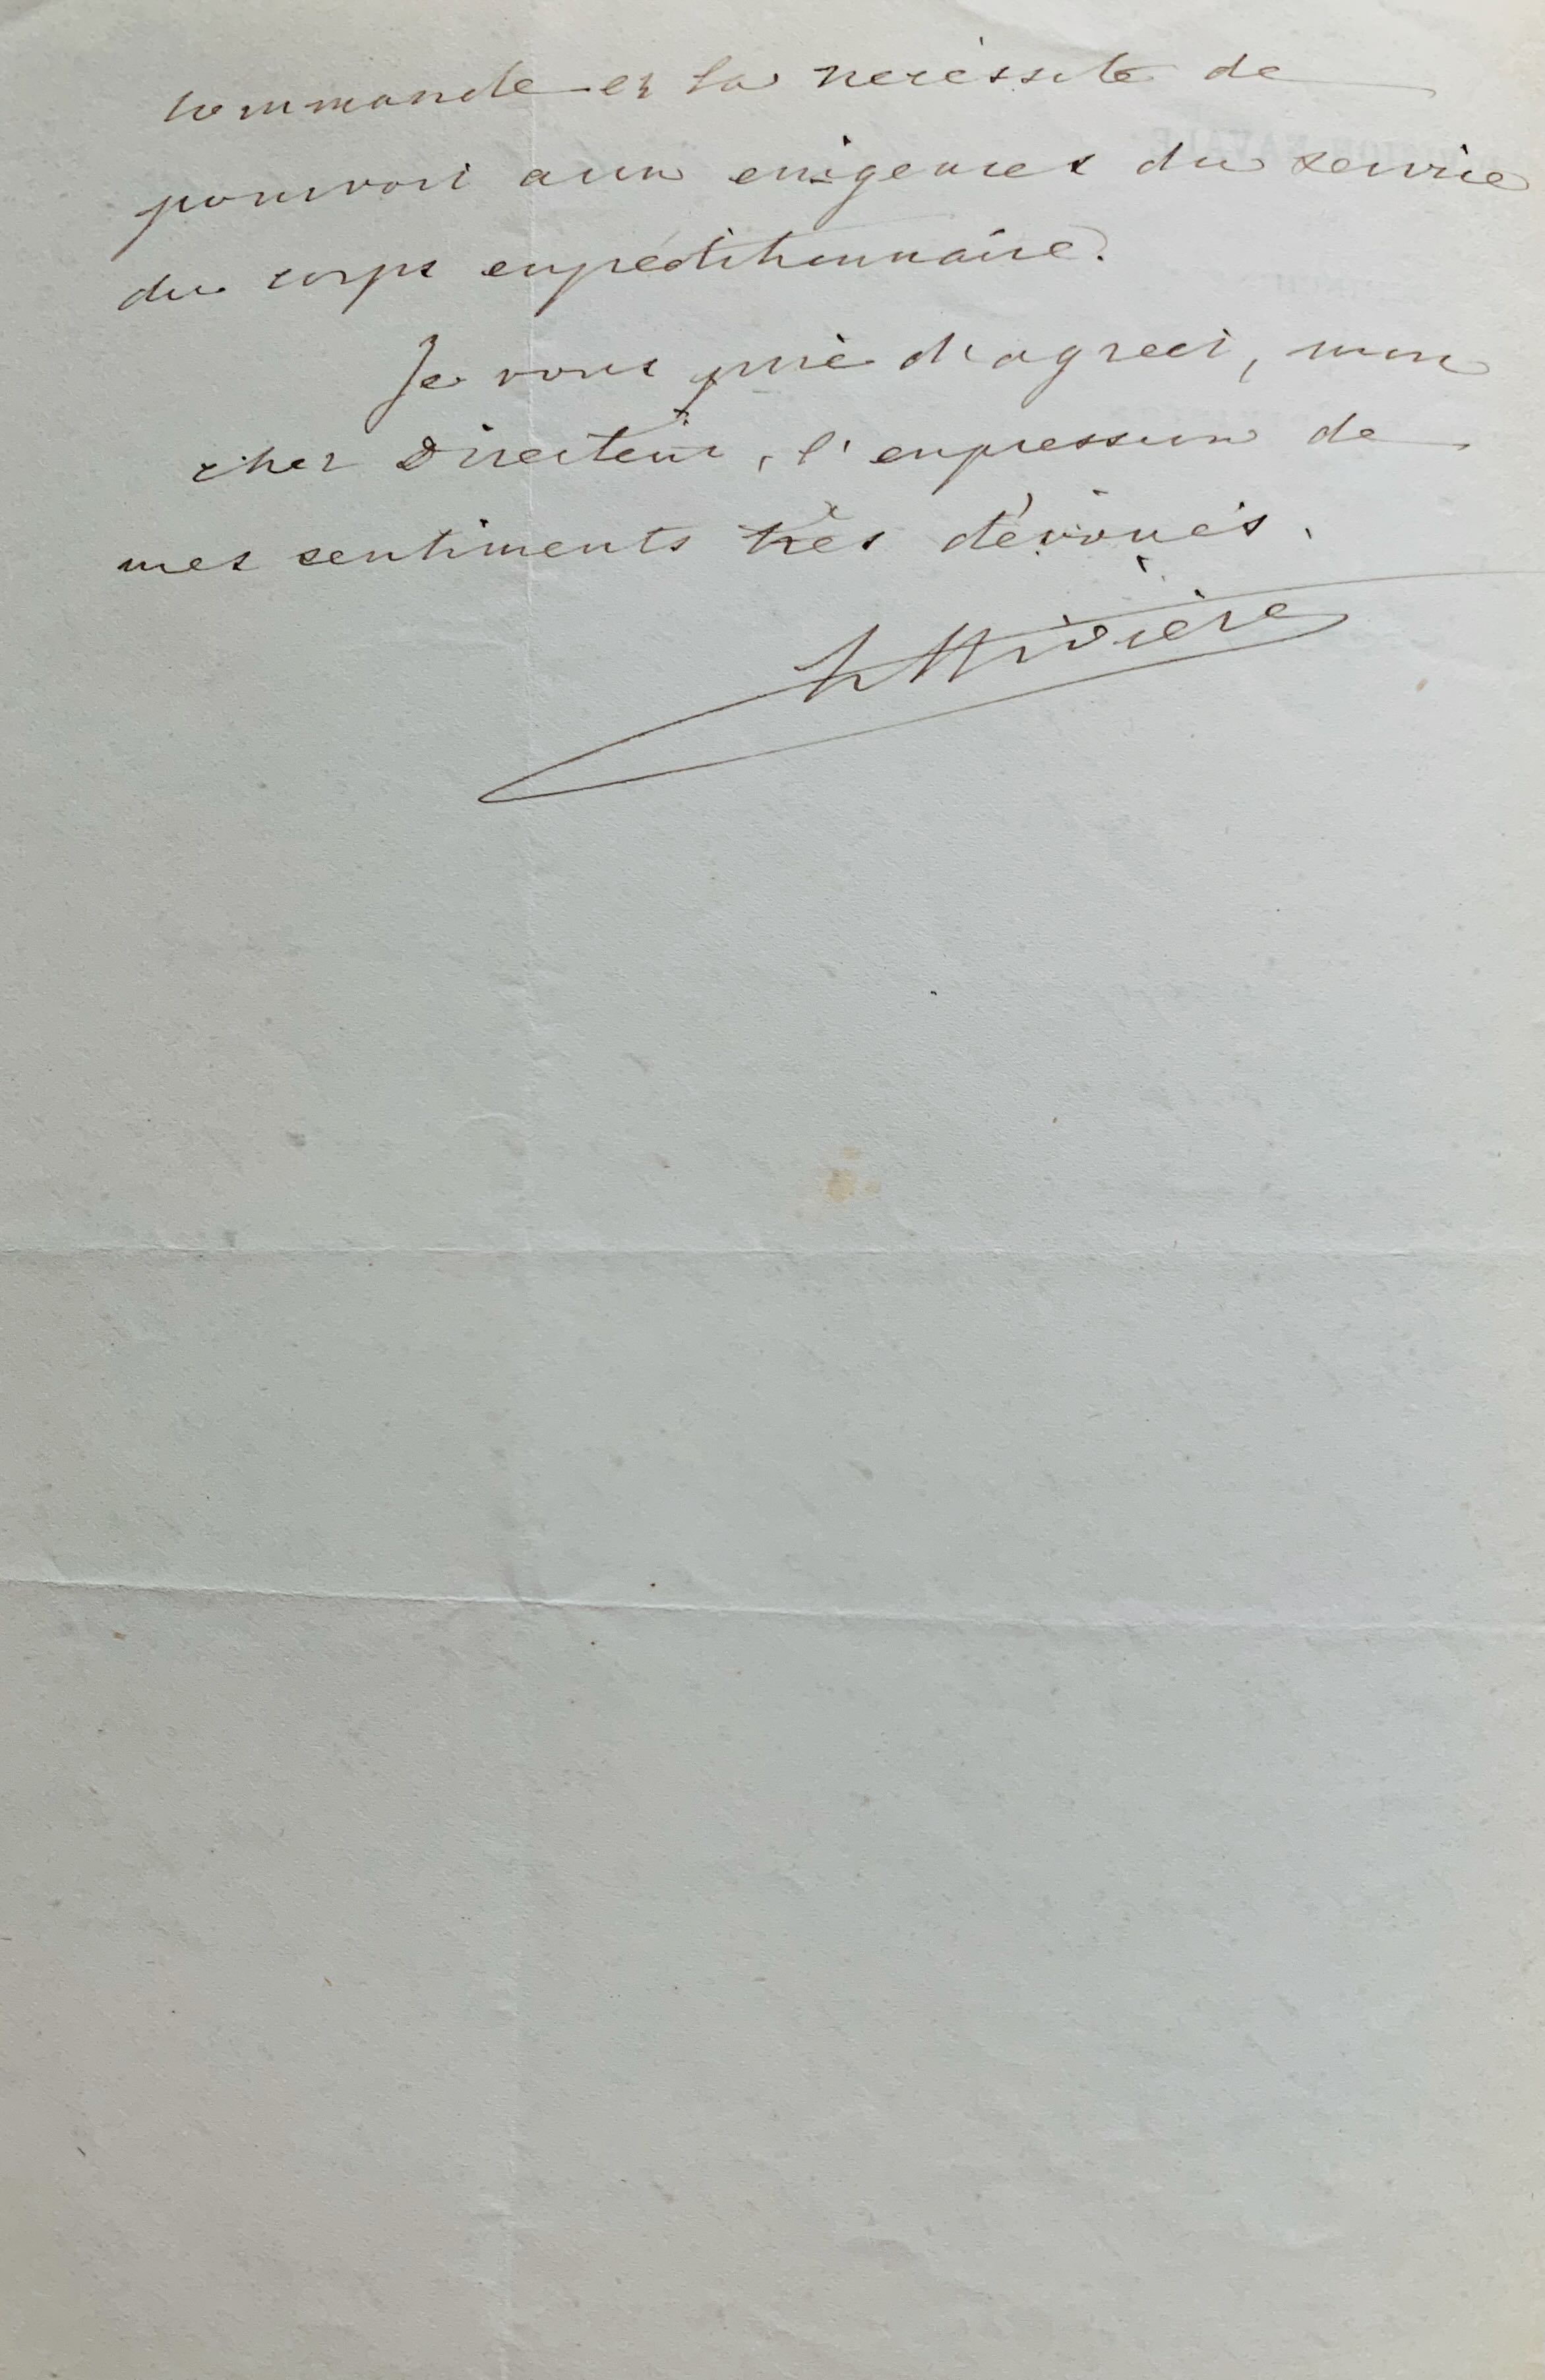 commande et la nécessité de
pourvoir aux exigences du service
du corps expéditionnaire.
Je vous prie d'agréer, mon
cher Directeur, l'expression de
mes sentiments très dévoués.
h Rivière